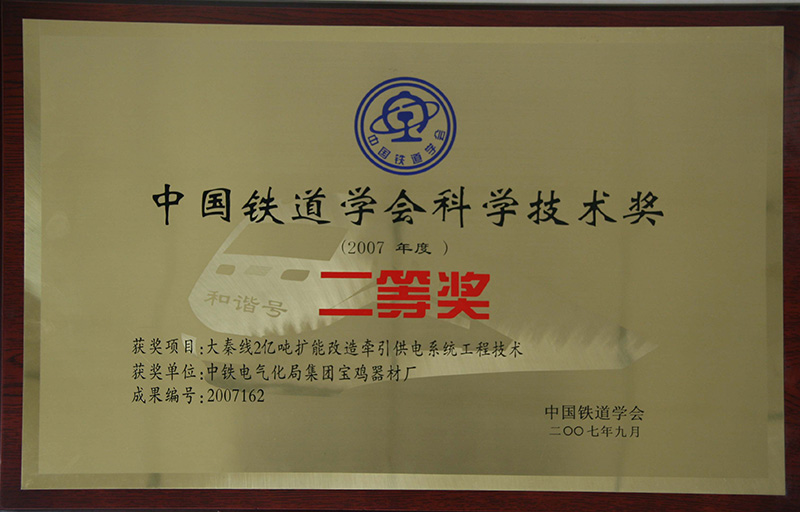 中国铁道学会
中国铁道学会科学技术奖
(2007 年度 )
二等奖
和谐号
获奖项目:大秦线2亿吨扩能改造牵引供电系统工程技术
获奖单位:中铁电气化局集团宝鸡器材厂
成果编号:2007162
中国铁道学会
二〇〇七年九月